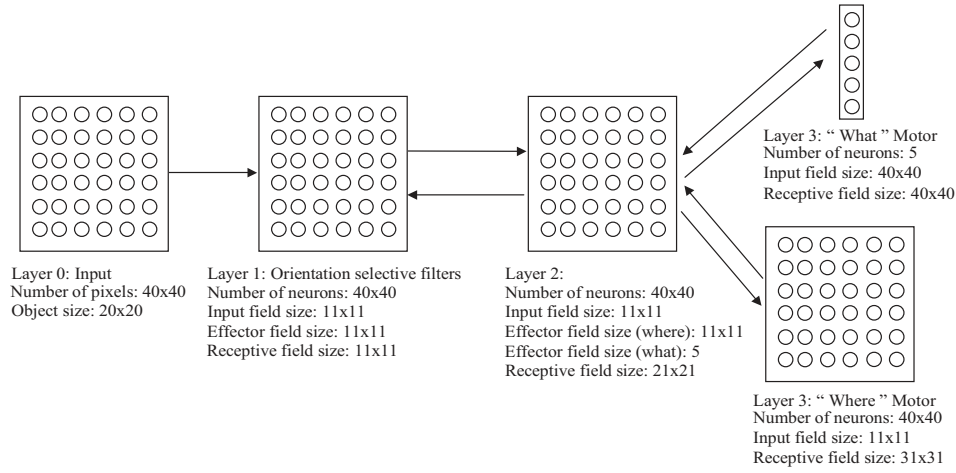 Layer 0: Input
Number of pixels: 40x40
Object size: 20x20
Layer 1: Orientation selective filters
Number of neurons: 40x40
Input field size: 11x11
Effector field size: 11x11
Receptive field size: 11x11
Layer 2:
Number of neurons: 40x40
Input field size: 11x11
Effector field size (where): 11x11
Effector field size (what): 5
Receptive field size: 21x21
Layer 3: “ What ” Motor
Number of neurons: 5
Input field size: 40x40
Receptive field size: 40x40
Layer 3: “ Where ” Motor
Number of neurons: 40x40
Input field size: 11x11
Receptive field size: 31x31